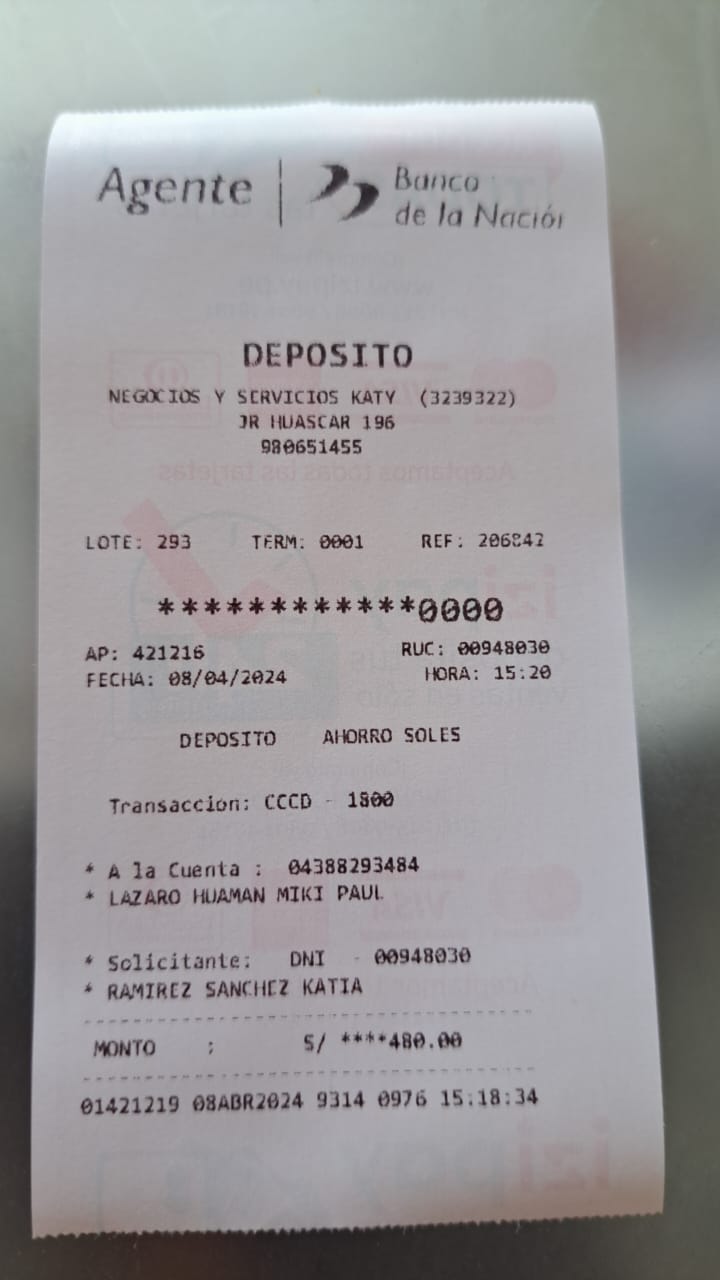 Agente | Banco
de la Nación
DEPOSITO
NEGOCIOS Y SERVICIOS KATY (3239322)
JR HUASCAR 196
980651455
LOTE: 293 TERM: 0001 REF: 206842
************0000
AP: 421216 RUC: 00948030
FECHA: 08/04/2024 HORA: 15:20
DEPOSITO AHORRO SOLES
Transaccion: CCCD - 1800
* A la Cuenta : 04388293484
* LAZARO HUAMAN MIKI PAUL
* Solicitante: DNI - 00948030
* RAMIREZ SANCHEZ KATIA
MONTO : S/ ****480.00
01421219 08ABR2024 9314 0976 15:18:34